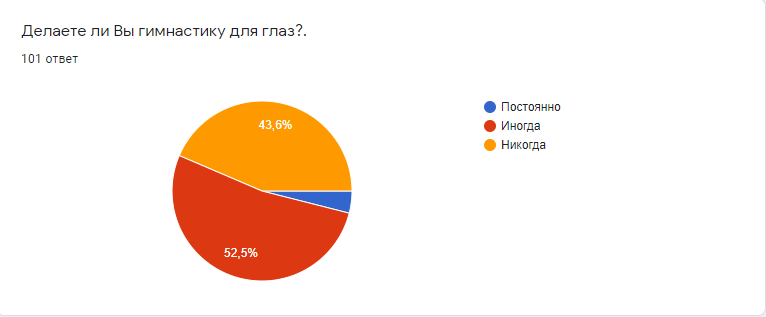 Делаете ли Вы гимнастику для глаз?.
101 ответ
43,6%
52,5%
Постоянно
Иногда
Никогда